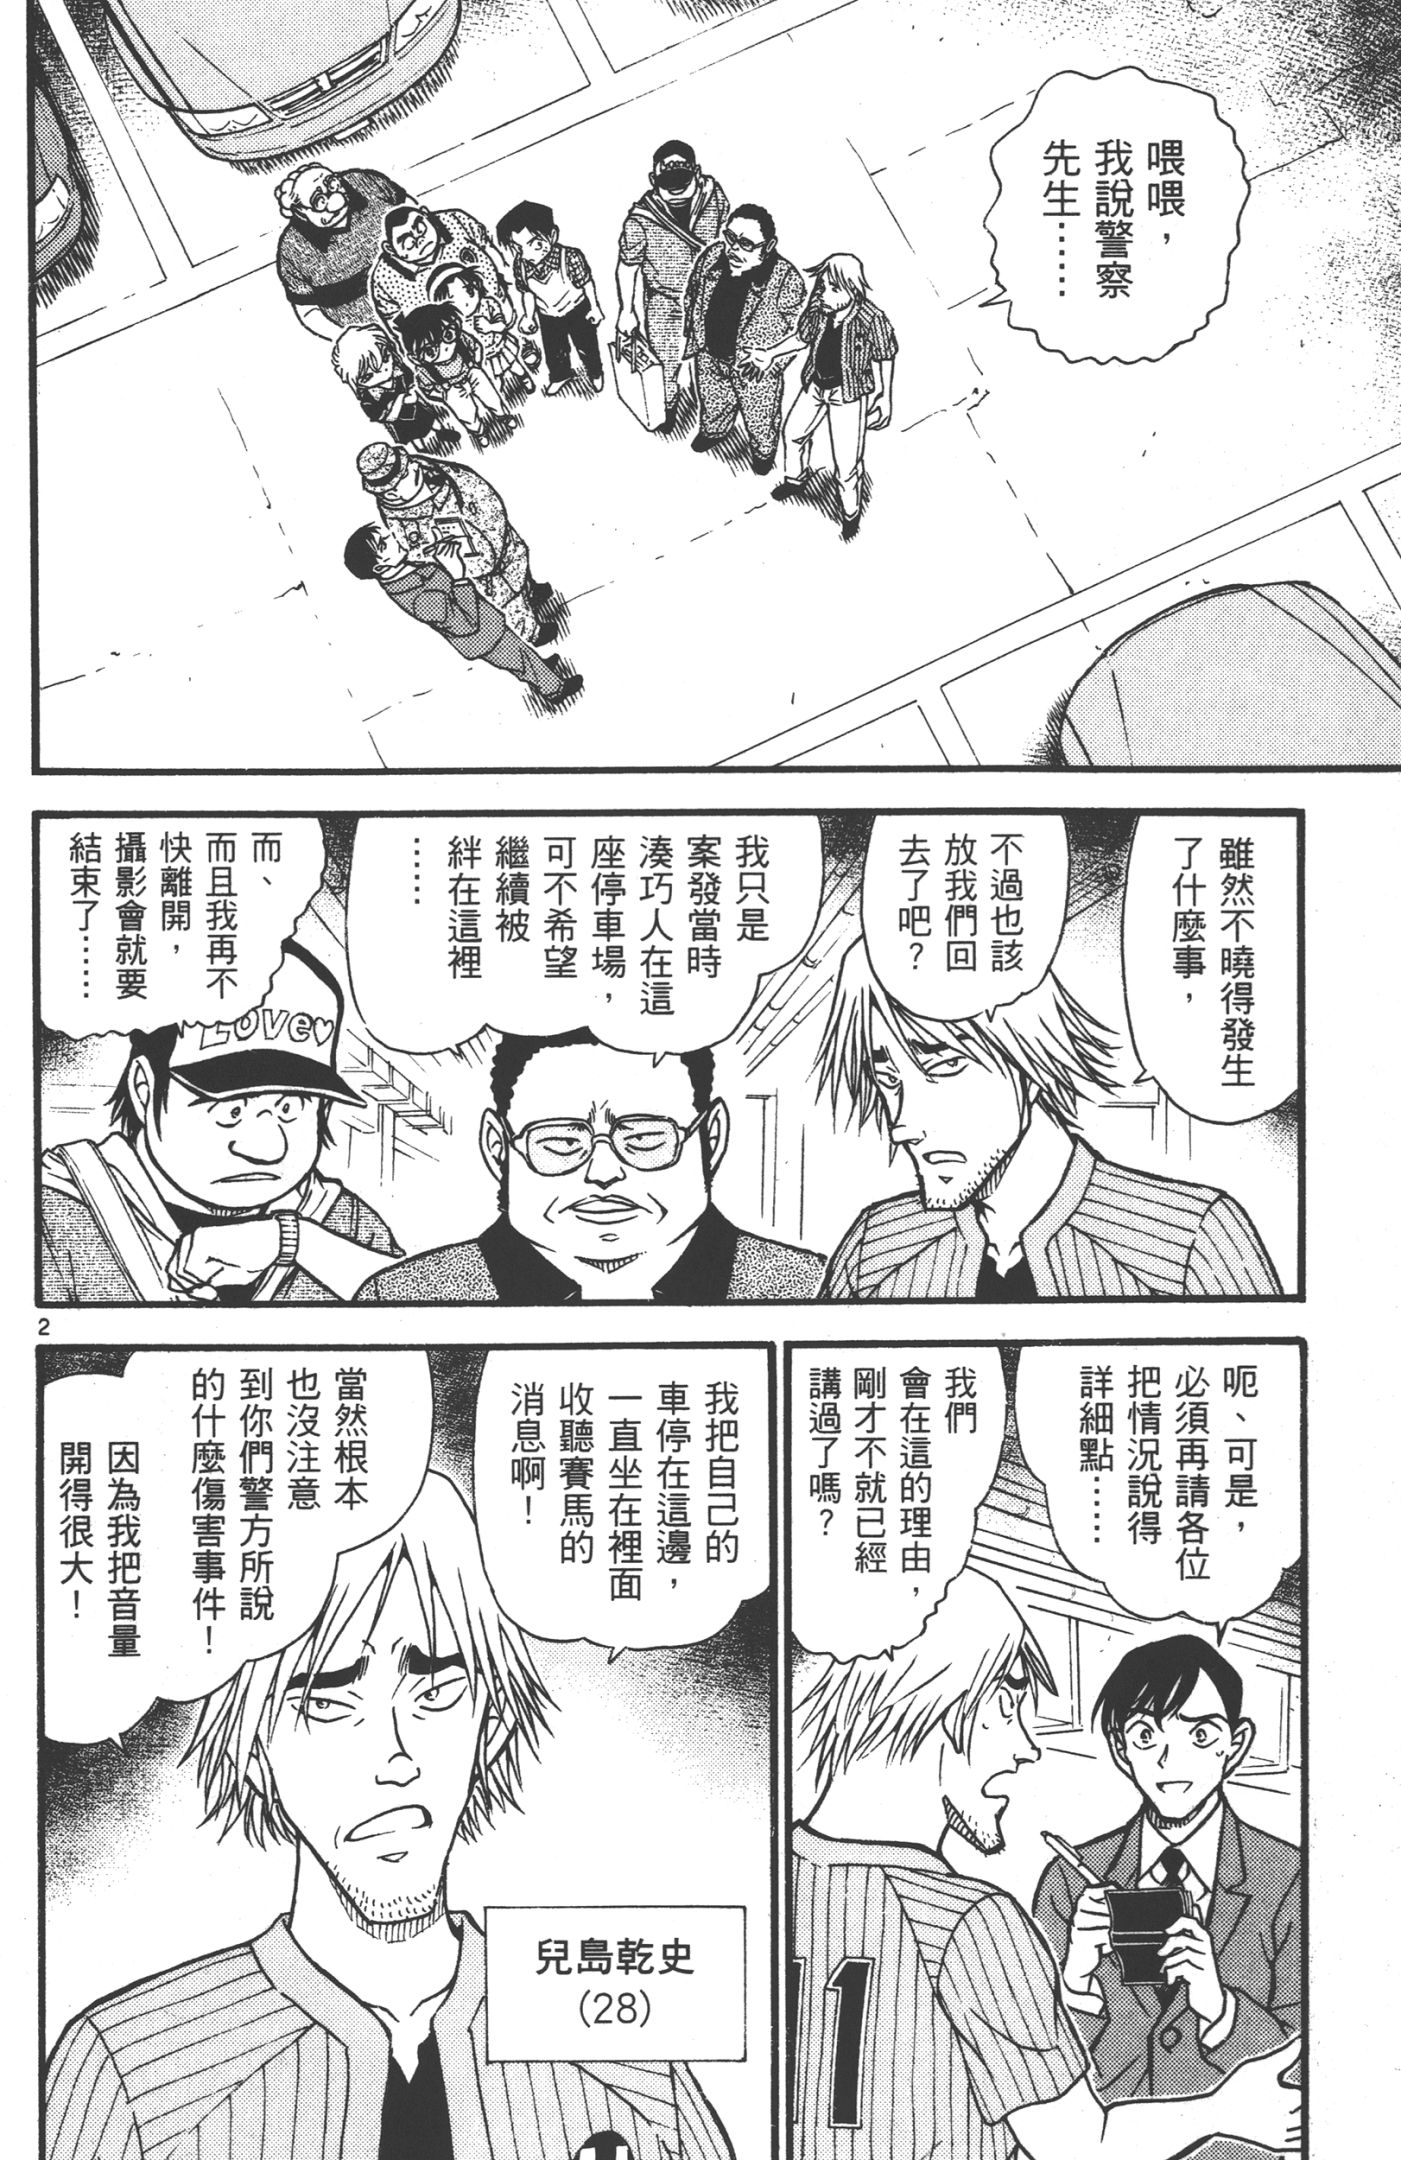 喂喂，
我說警察
先生……
雖然不曉得發生
了什麼事，
不過也該
放我們回
去了吧？
我只是
案發當時
湊巧人在這
座停車場，
可不希望
繼續被
絆在這裡
……
而、
而且我再不
快離開，
攝影會就要
結束了……
LOVE♥
2
呃、可是，
必須再請各位
把情況說得
詳細點……
我們
會在這的理由，
剛才不就已經
講過了嗎？
11
我把自己的
車停在這邊，
一直坐在裡面
收聽賽馬的
消息啊！
當然根本
也沒注意
到你們警方所說
的什麼傷害事件！
因為我把音量
開得很大！
兒島乾史
(28)